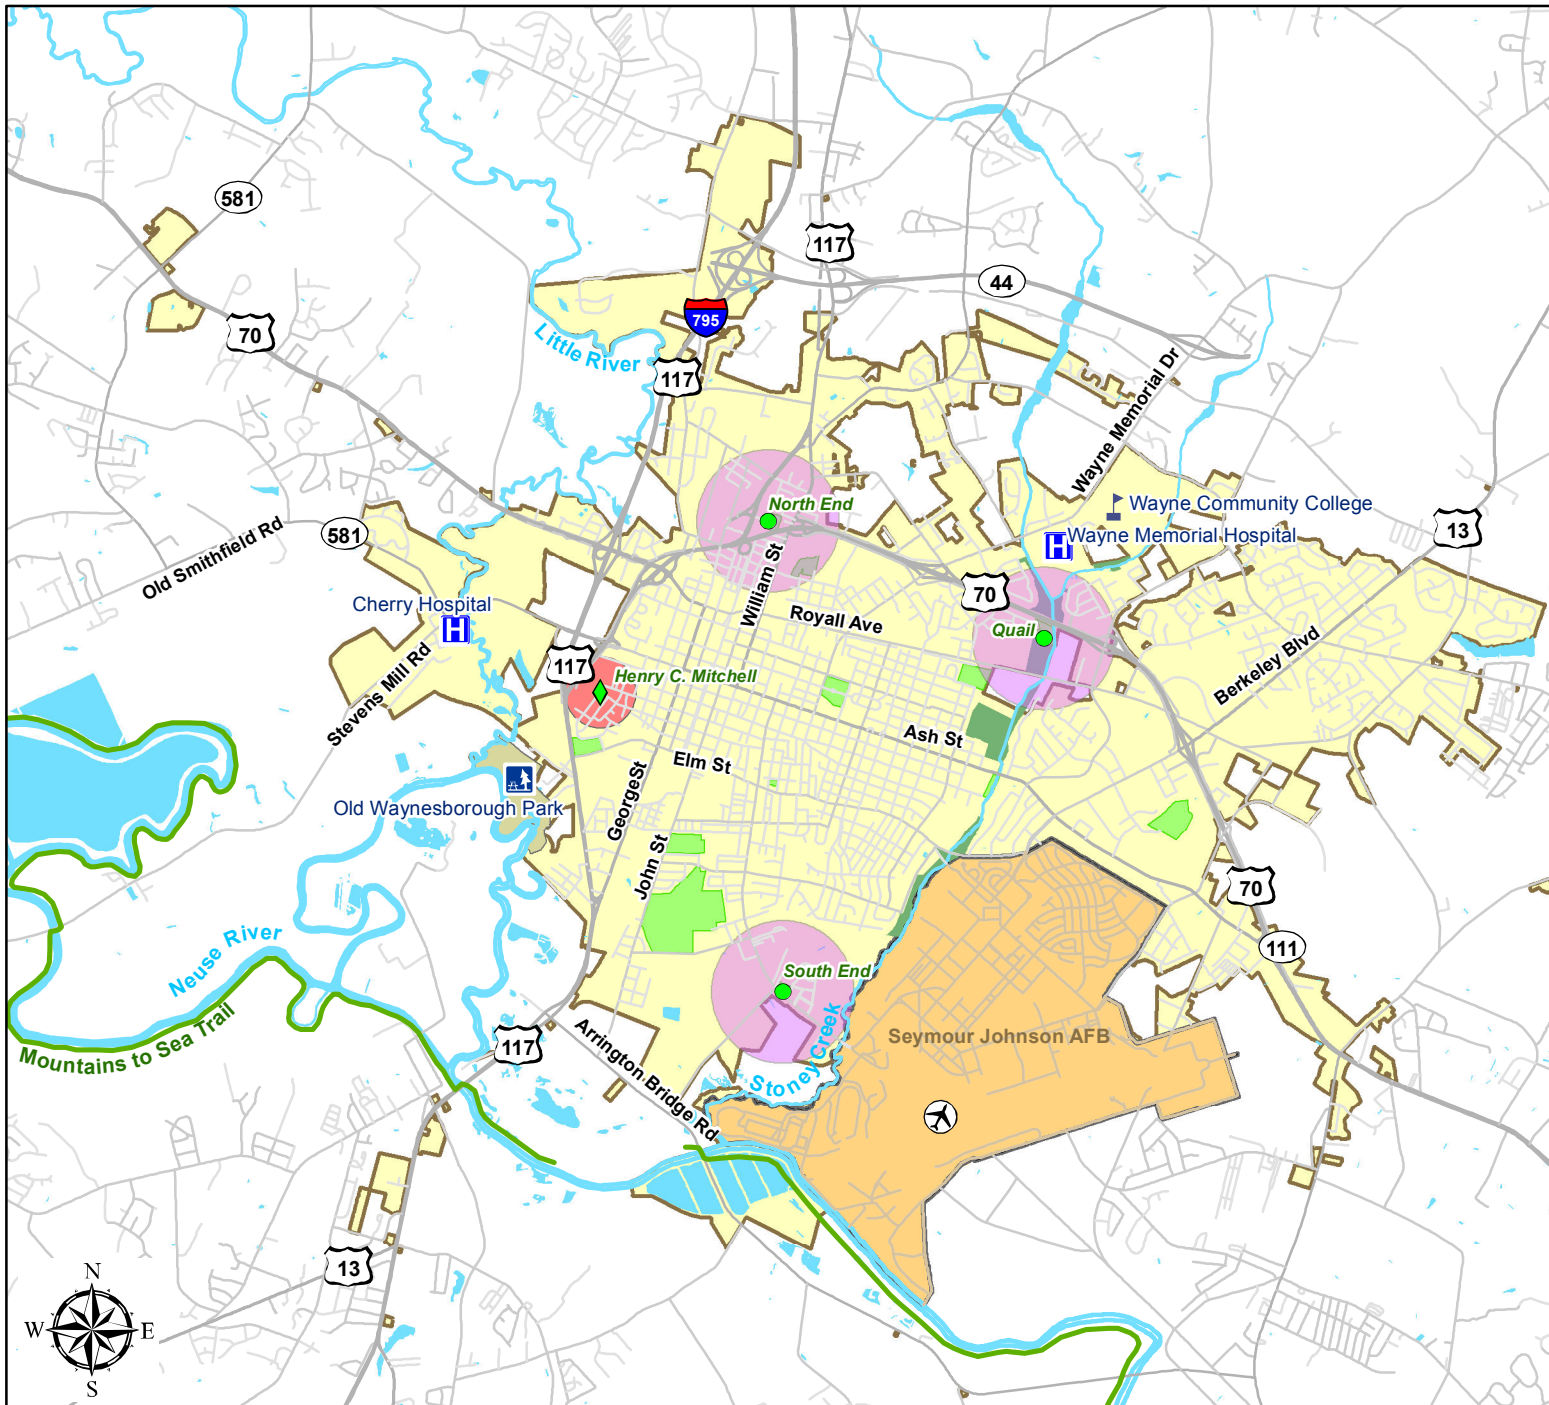 581
117
44
70
795
Little River
117
Wayne Memorial Dr
North End
Wayne Community College
13
Old Smithfield Rd
581
H
Wayne Memorial Hospital
William St
70
Cherry Hospital
H
Royall Ave
Quail
Stevens Mill Rd
117
Henry C. Mitchell
Berkeley Blvd
Ash St
Elm St
George St
Old Waynesborough Park
John St
70
Neuse River
111
South End
Mountains to Sea Trail
117
Arrington Bridge Rd
Stoney Creek
Seymour Johnson AFB
13
N
W
E
S